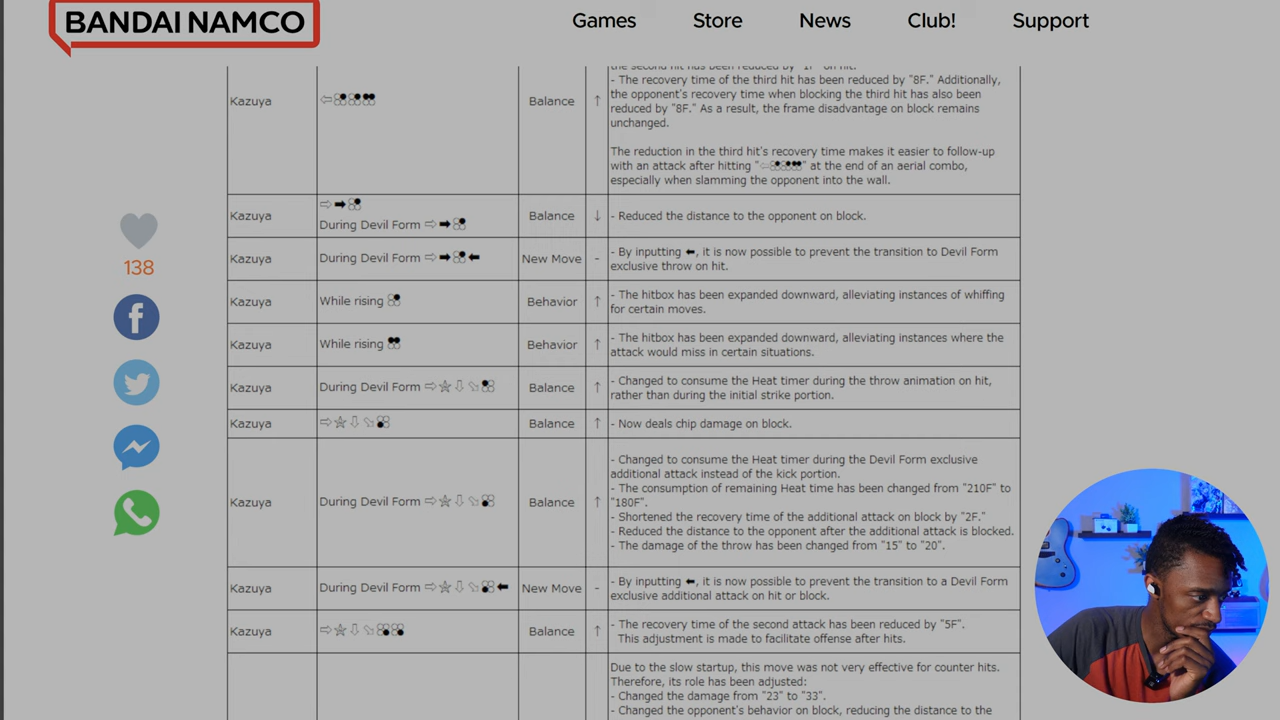 BANDAI NAMCO
Games
Store
News
Club!
Support
138
the second hit has been reduced by "1F" on hit.
Kazuya
Balance
↑
- The recovery time of the third hit has been reduced by "8F." Additionally,
the opponent's recovery time when blocking the third hit has also been
reduced by "8F." As a result, the frame disadvantage on block remains
unchanged.
The reduction in the third hit's recovery time makes it easier to follow-up
with an attack after hitting "⇦" at the end of an aerial combo,
especially when slamming the opponent into the wall.
Kazuya
⇨ ➡
During Devil Form ⇨ ➡
Balance
↓
- Reduced the distance to the opponent on block.
Kazuya
During Devil Form ⇨ ➡ ⬅
New Move
-
- By inputting ⬅, it is now possible to prevent the transition to Devil Form
exclusive throw on hit.
Kazuya
While rising
Behavior
↑
- The hitbox has been expanded downward, alleviating instances of whiffing
for certain moves.
Kazuya
While rising
Behavior
↑
- The hitbox has been expanded downward, alleviating instances where the
attack would miss in certain situations.
Kazuya
During Devil Form ⇨ ☆ ⇩ ⬂
Balance
↑
- Changed to consume the Heat timer during the throw animation on hit,
rather than during the initial strike portion.
Kazuya
⇨ ☆ ⇩ ⬂
Balance
↑
- Now deals chip damage on block.
Kazuya
During Devil Form ⇨ ☆ ⇩ ⬂
Balance
↑
- Changed to consume the Heat timer during the Devil Form exclusive
additional attack instead of the kick portion.
- The consumption of remaining Heat time has been changed from "210F" to
"180F".
- Shortened the recovery time of the additional attack on block by "2F."
- Reduced the distance to the opponent after the additional attack is blocked.
- The damage of the throw has been changed from "15" to "20".
Kazuya
During Devil Form ⇨ ☆ ⇩ ⬂ ⬅
New Move
-
- By inputting ⬅, it is now possible to prevent the transition to a Devil Form
exclusive additional attack on hit or block.
Kazuya
⇨ ☆ ⇩ ⬂
Balance
↑
- The recovery time of the second attack has been reduced by "5F".
This adjustment is made to facilitate offense after hits.
Due to the slow startup, this move was not very effective for counter hits.
Therefore, its role has been adjusted:
- Changed the damage from "23" to "33".
- Changed the opponent's behavior on block, reducing the distance to the